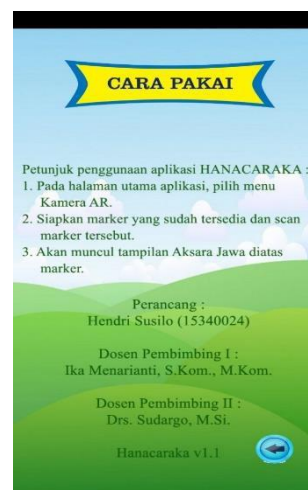 CARA PAKAI
Petunjuk penggunaan aplikasi HANACARAKA :
1. Pada halaman utama aplikasi, pilih menu
Kamera AR.
2. Siapkan marker yang sudah tersedia dan scan
marker tersebut.
3. Akan muncul tampilan Aksara Jawa diatas
marker.
Perancang :
Hendri Susilo (15340024)
Dosen Pembimbing I :
Ika Menarianti, S.Kom., M.Kom.
Dosen Pembimbing II :
Drs. Sudargo, M.Si.
Hanacaraka v1.1